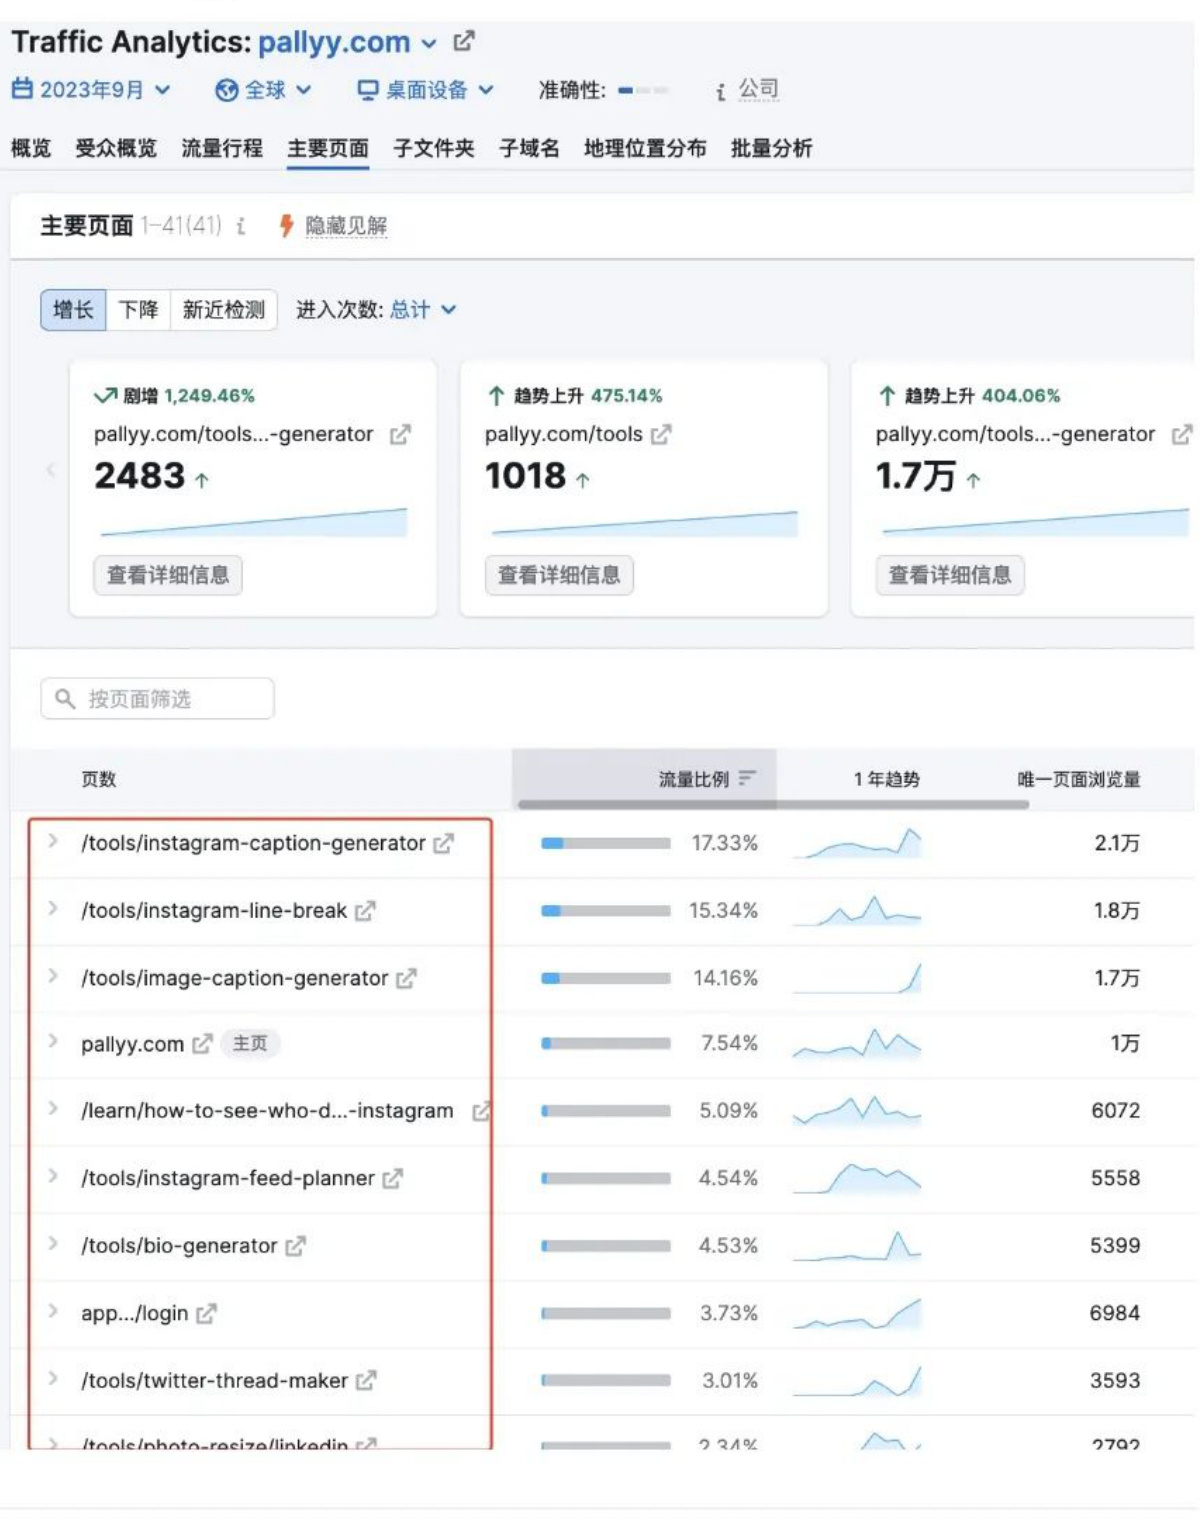 Traffic Analytics: pallyy.com
2023年9月 全球 桌面设备 准确性: i 公司
概览 受众概览 流量行程 主要页面 子文件夹 子域名 地理位置分布 批量分析
主要页面 1–41(41) i 隐藏见解
增长 下降 新近检测 进入次数: 总计
剧增 1,249.46% 趋势上升 475.14% 趋势上升 404.06%
pallyy.com/tools...-generator pallyy.com/tools pallyy.com/tools...-generator
2483 ↑ 1018 ↑ 1.7万 ↑
查看详细信息 查看详细信息 查看详细信息
按页面筛选
页数 流量比例 1 年趋势 唯一页面浏览量
/tools/instagram-caption-generator 17.33% 2.1万
/tools/instagram-line-break 15.34% 1.8万
/tools/image-caption-generator 14.16% 1.7万
pallyy.com 主页 7.54% 1万
/learn/how-to-see-who-d...-instagram 5.09% 6072
/tools/instagram-feed-planner 4.54% 5558
/tools/bio-generator 4.53% 5399
app.../login 3.73% 6984
/tools/twitter-thread-maker 3.01% 3593
/tools/photo-resize/linkedin 2.34% 2792